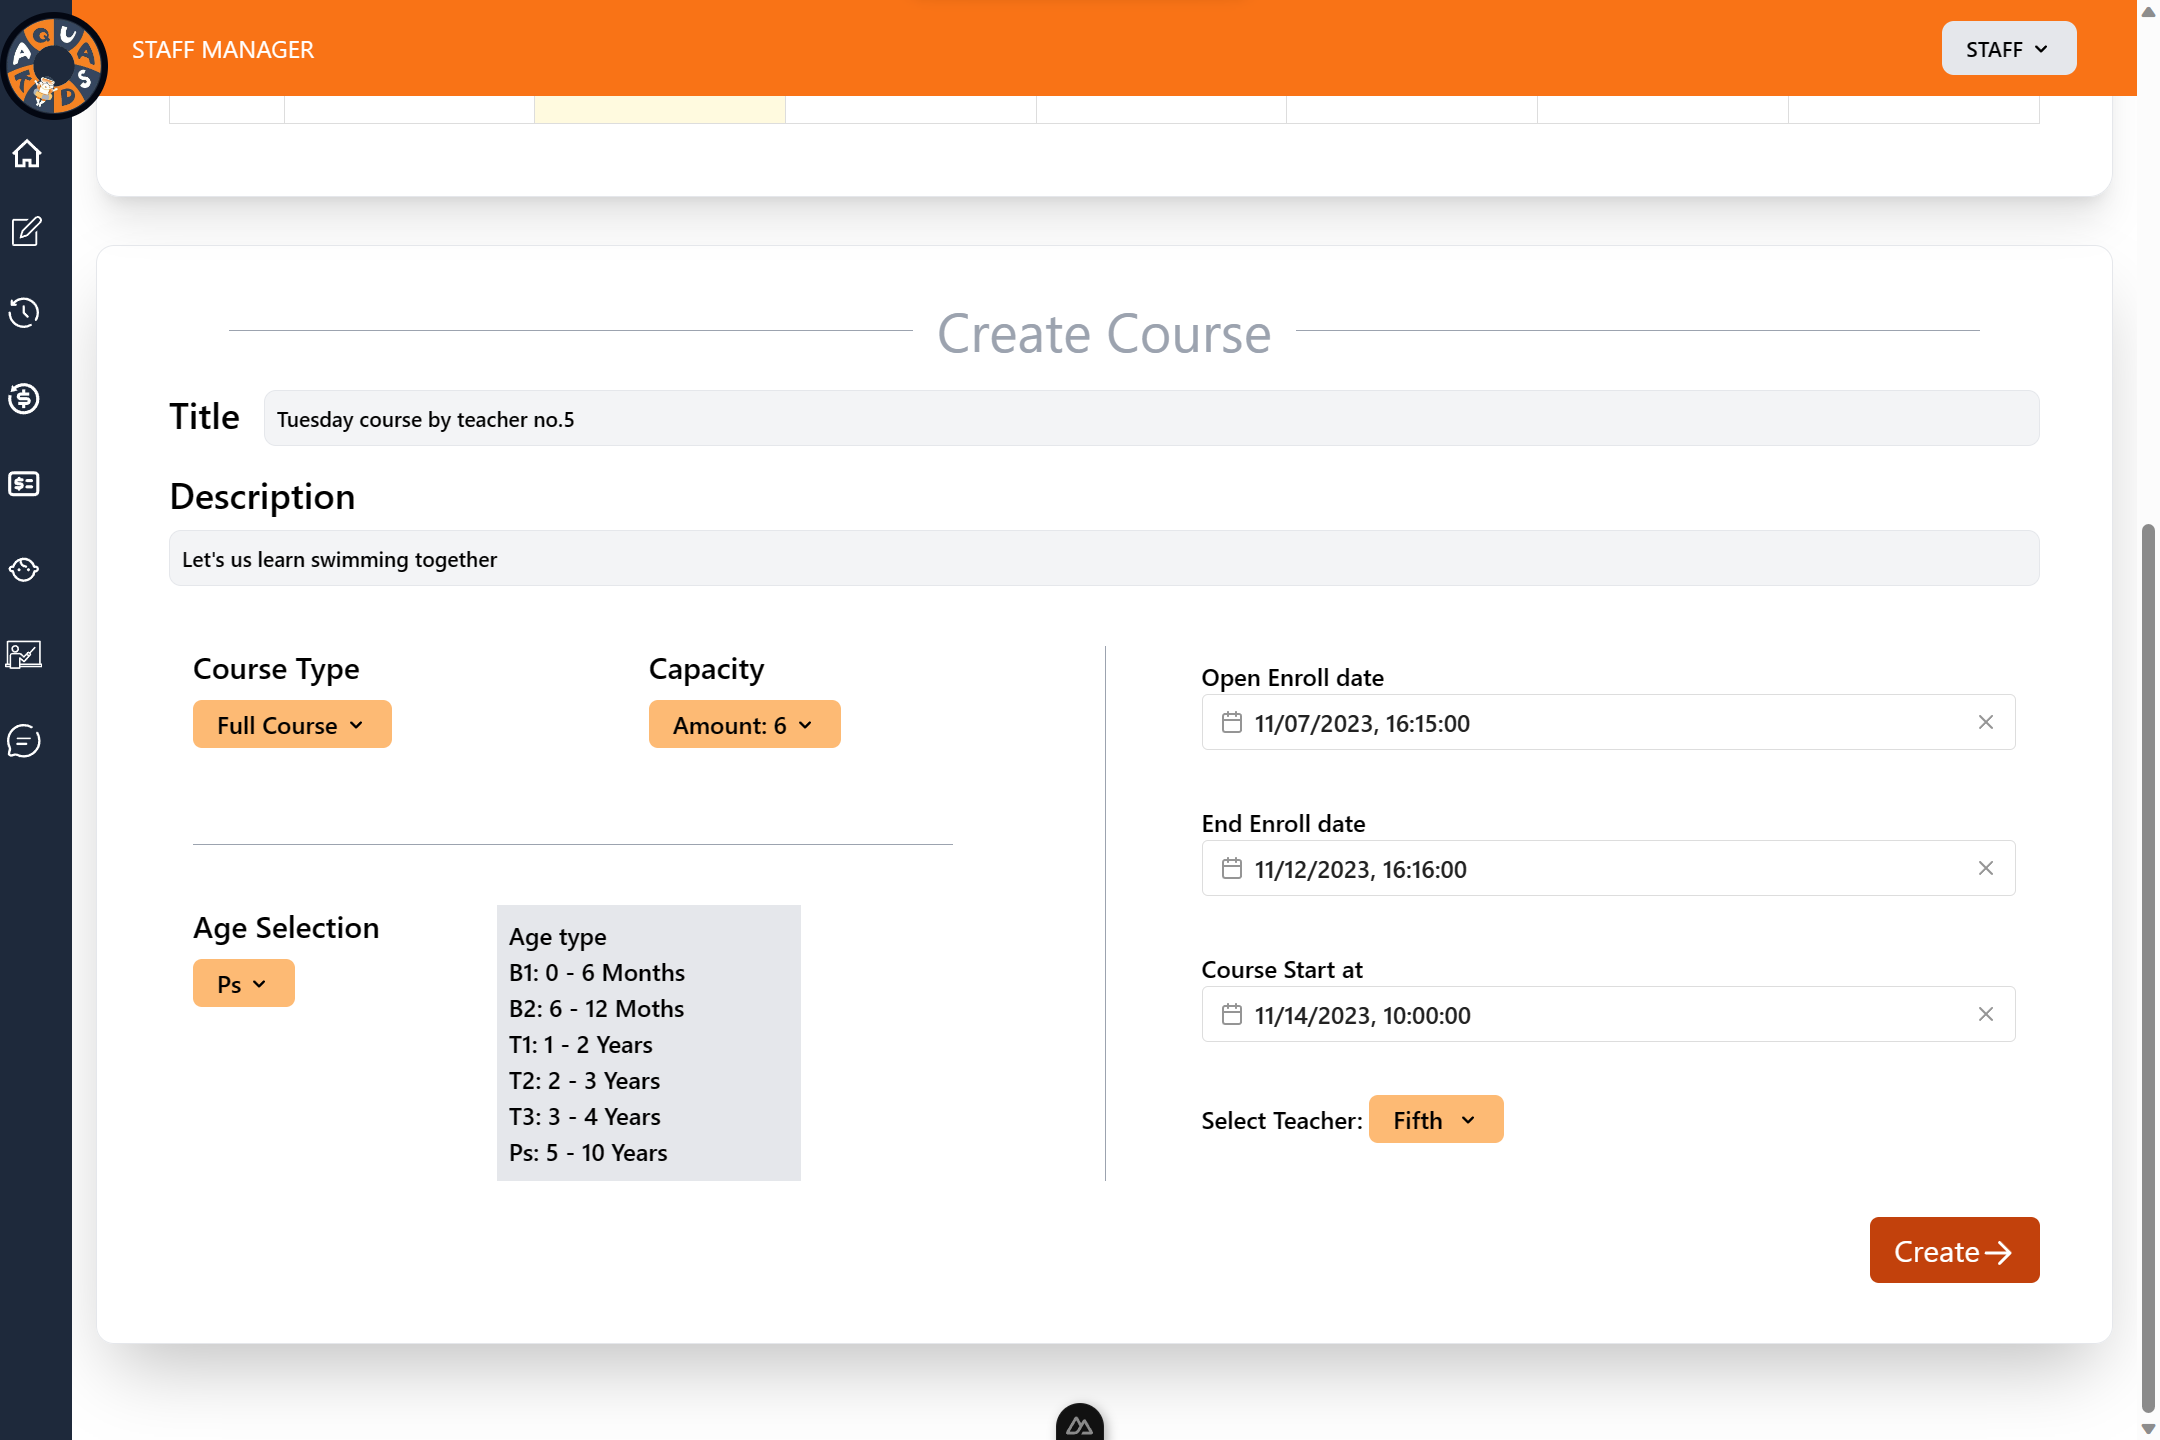 AQUA KIDS
STAFF MANAGER
STAFF
Create Course
Title
Tuesday course by teacher no.5
Description
Let's us learn swimming together
Course Type
Capacity
Full Course
Amount: 6
Open Enroll date
11/07/2023, 16:15:00
End Enroll date
11/12/2023, 16:16:00
Age Selection
Ps
Age type
B1: 0 - 6 Months
B2: 6 - 12 Moths
T1: 1 - 2 Years
T2: 2 - 3 Years
T3: 3 - 4 Years
Ps: 5 - 10 Years
Course Start at
11/14/2023, 10:00:00
Select Teacher:
Fifth
Create